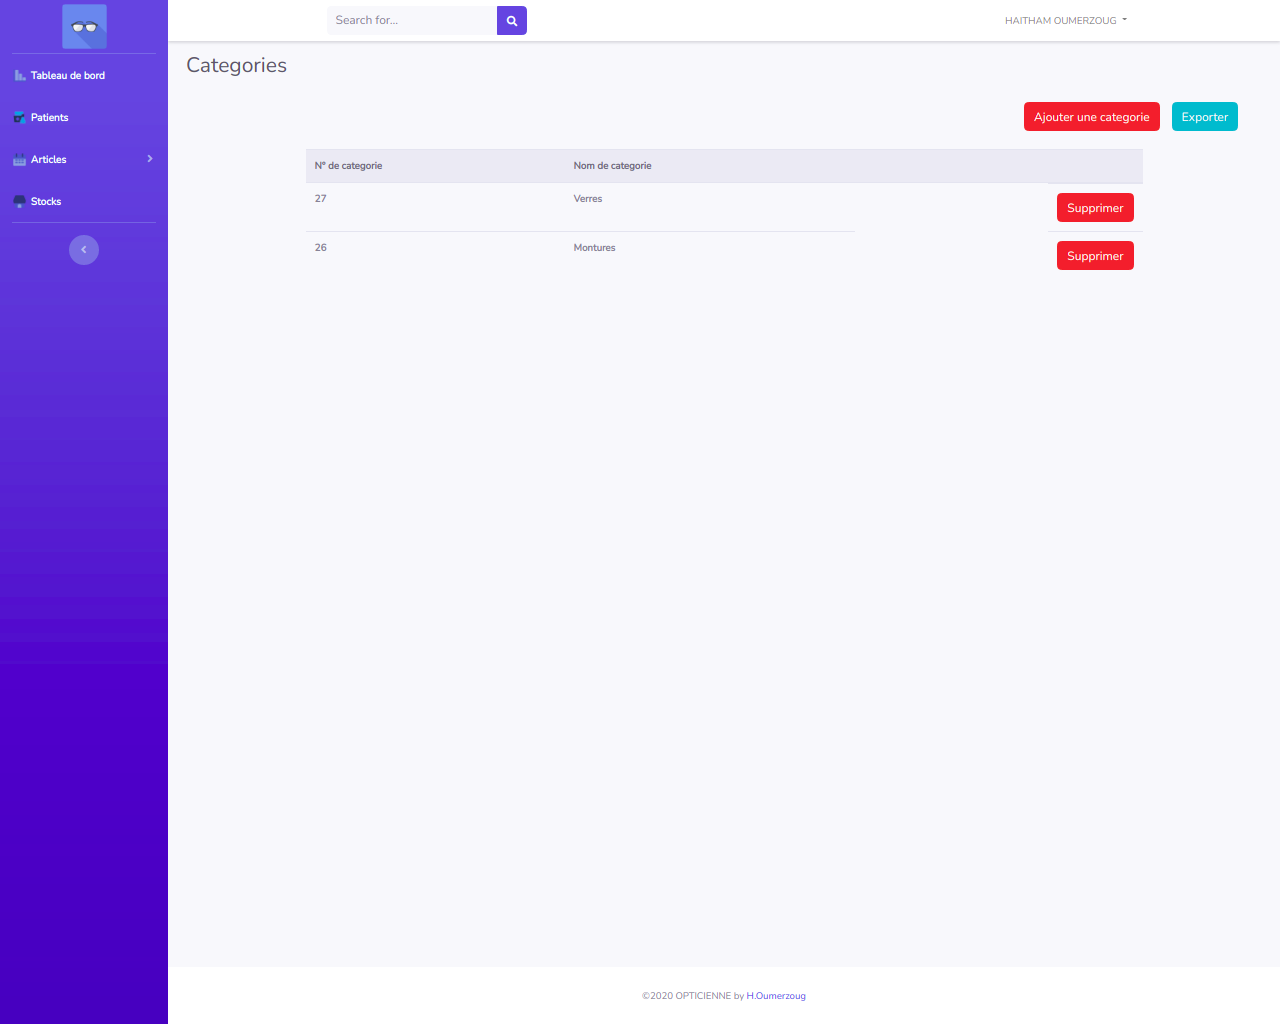 Search for...
HAITHAM OUMERZOUG
Tableau de bord
Patients
Articles
Stocks
Categories
Ajouter une categorie
Exporter
N° de categorie Nom de categorie
27 Verres Supprimer
26 Montures Supprimer
©2020 OPTICIENNE by H.Oumerzoug